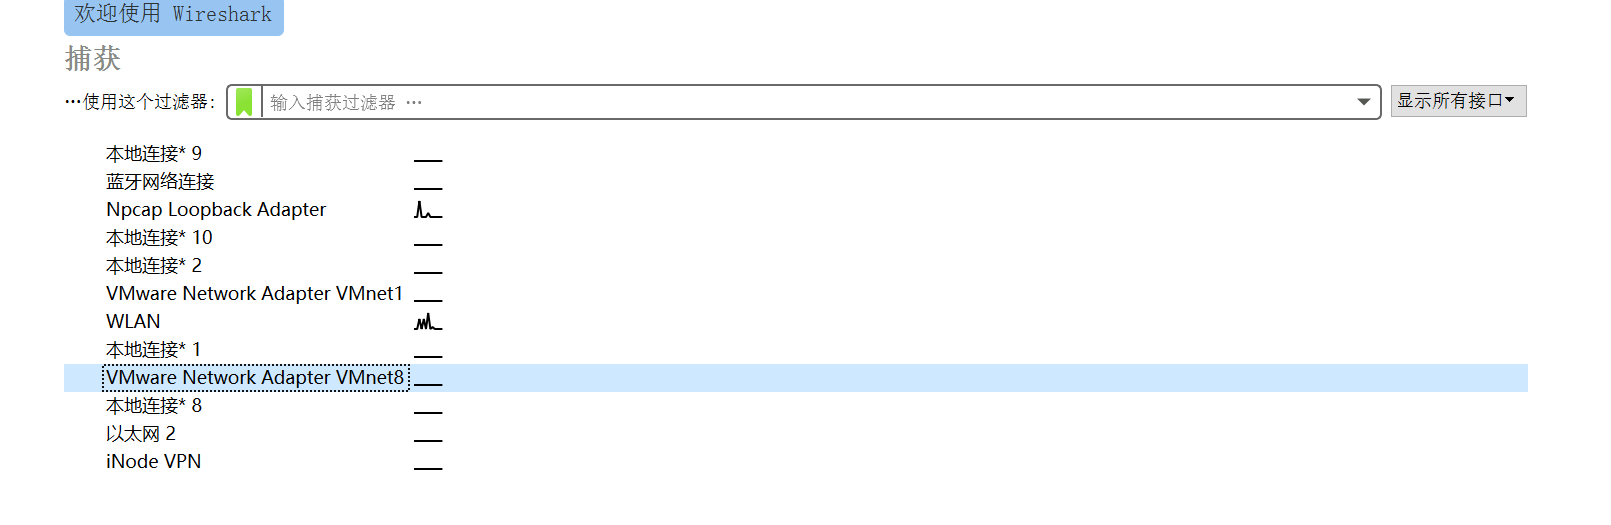 欢迎使用 Wireshark
捕获
…使用这个过滤器: 输入捕获过滤器 … 显示所有接口
本地连接* 9
蓝牙网络连接
Npcap Loopback Adapter
本地连接* 10
本地连接* 2
VMware Network Adapter VMnet1
WLAN
本地连接* 1
VMware Network Adapter VMnet8
本地连接* 8
以太网 2
iNode VPN